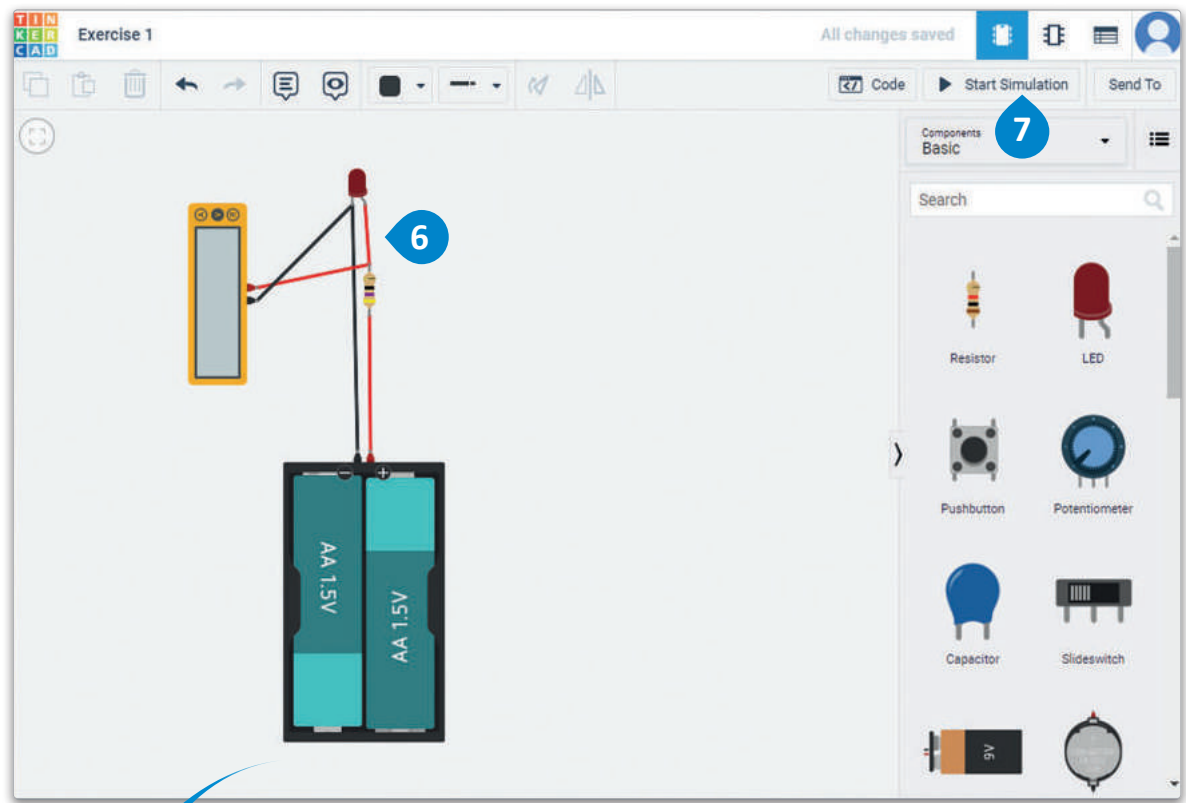 TIN
KER
CAD
Exercise 1
All changes saved
Code
Start Simulation
Send To
7
Components
Basic
Search
6
Resistor
LED
Pushbutton
Potentiometer
Capacitor
Slideswitch
9V
AA 1.5V
AA 1.5V